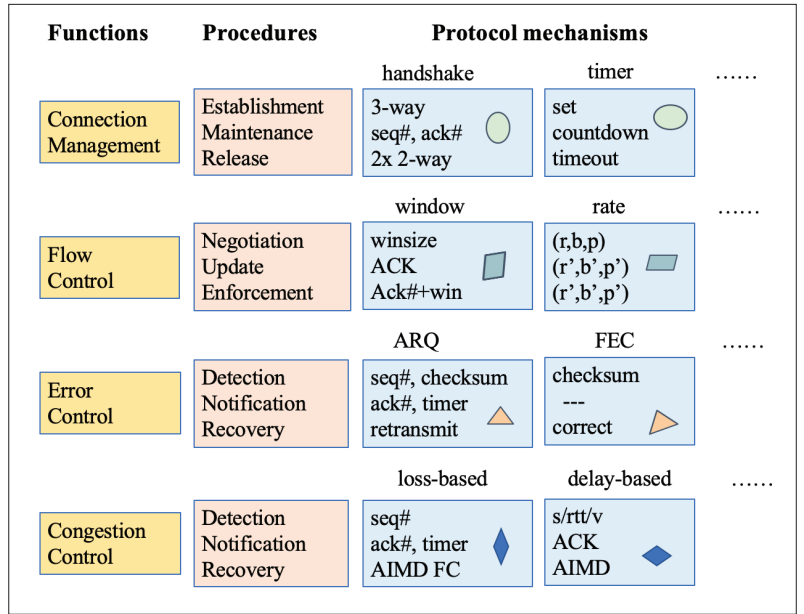 Functions Procedures Protocol mechanisms
handshake timer ……
Connection
Management
Establishment
Maintenance
Release
3-way
seq#, ack#
2x 2-way
set
countdown
timeout
window rate ……
Flow
Control
Negotiation
Update
Enforcement
winsize
ACK
Ack#+win
(r,b,p)
(r’,b’,p’)
(r’,b’,p’)
ARQ FEC ……
Error
Control
Detection
Notification
Recovery
seq#, checksum
ack#, timer
retransmit
checksum
---
correct
loss-based delay-based ……
Congestion
Control
Detection
Notification
Recovery
seq#
ack#, timer
AIMD FC
s/rtt/v
ACK
AIMD